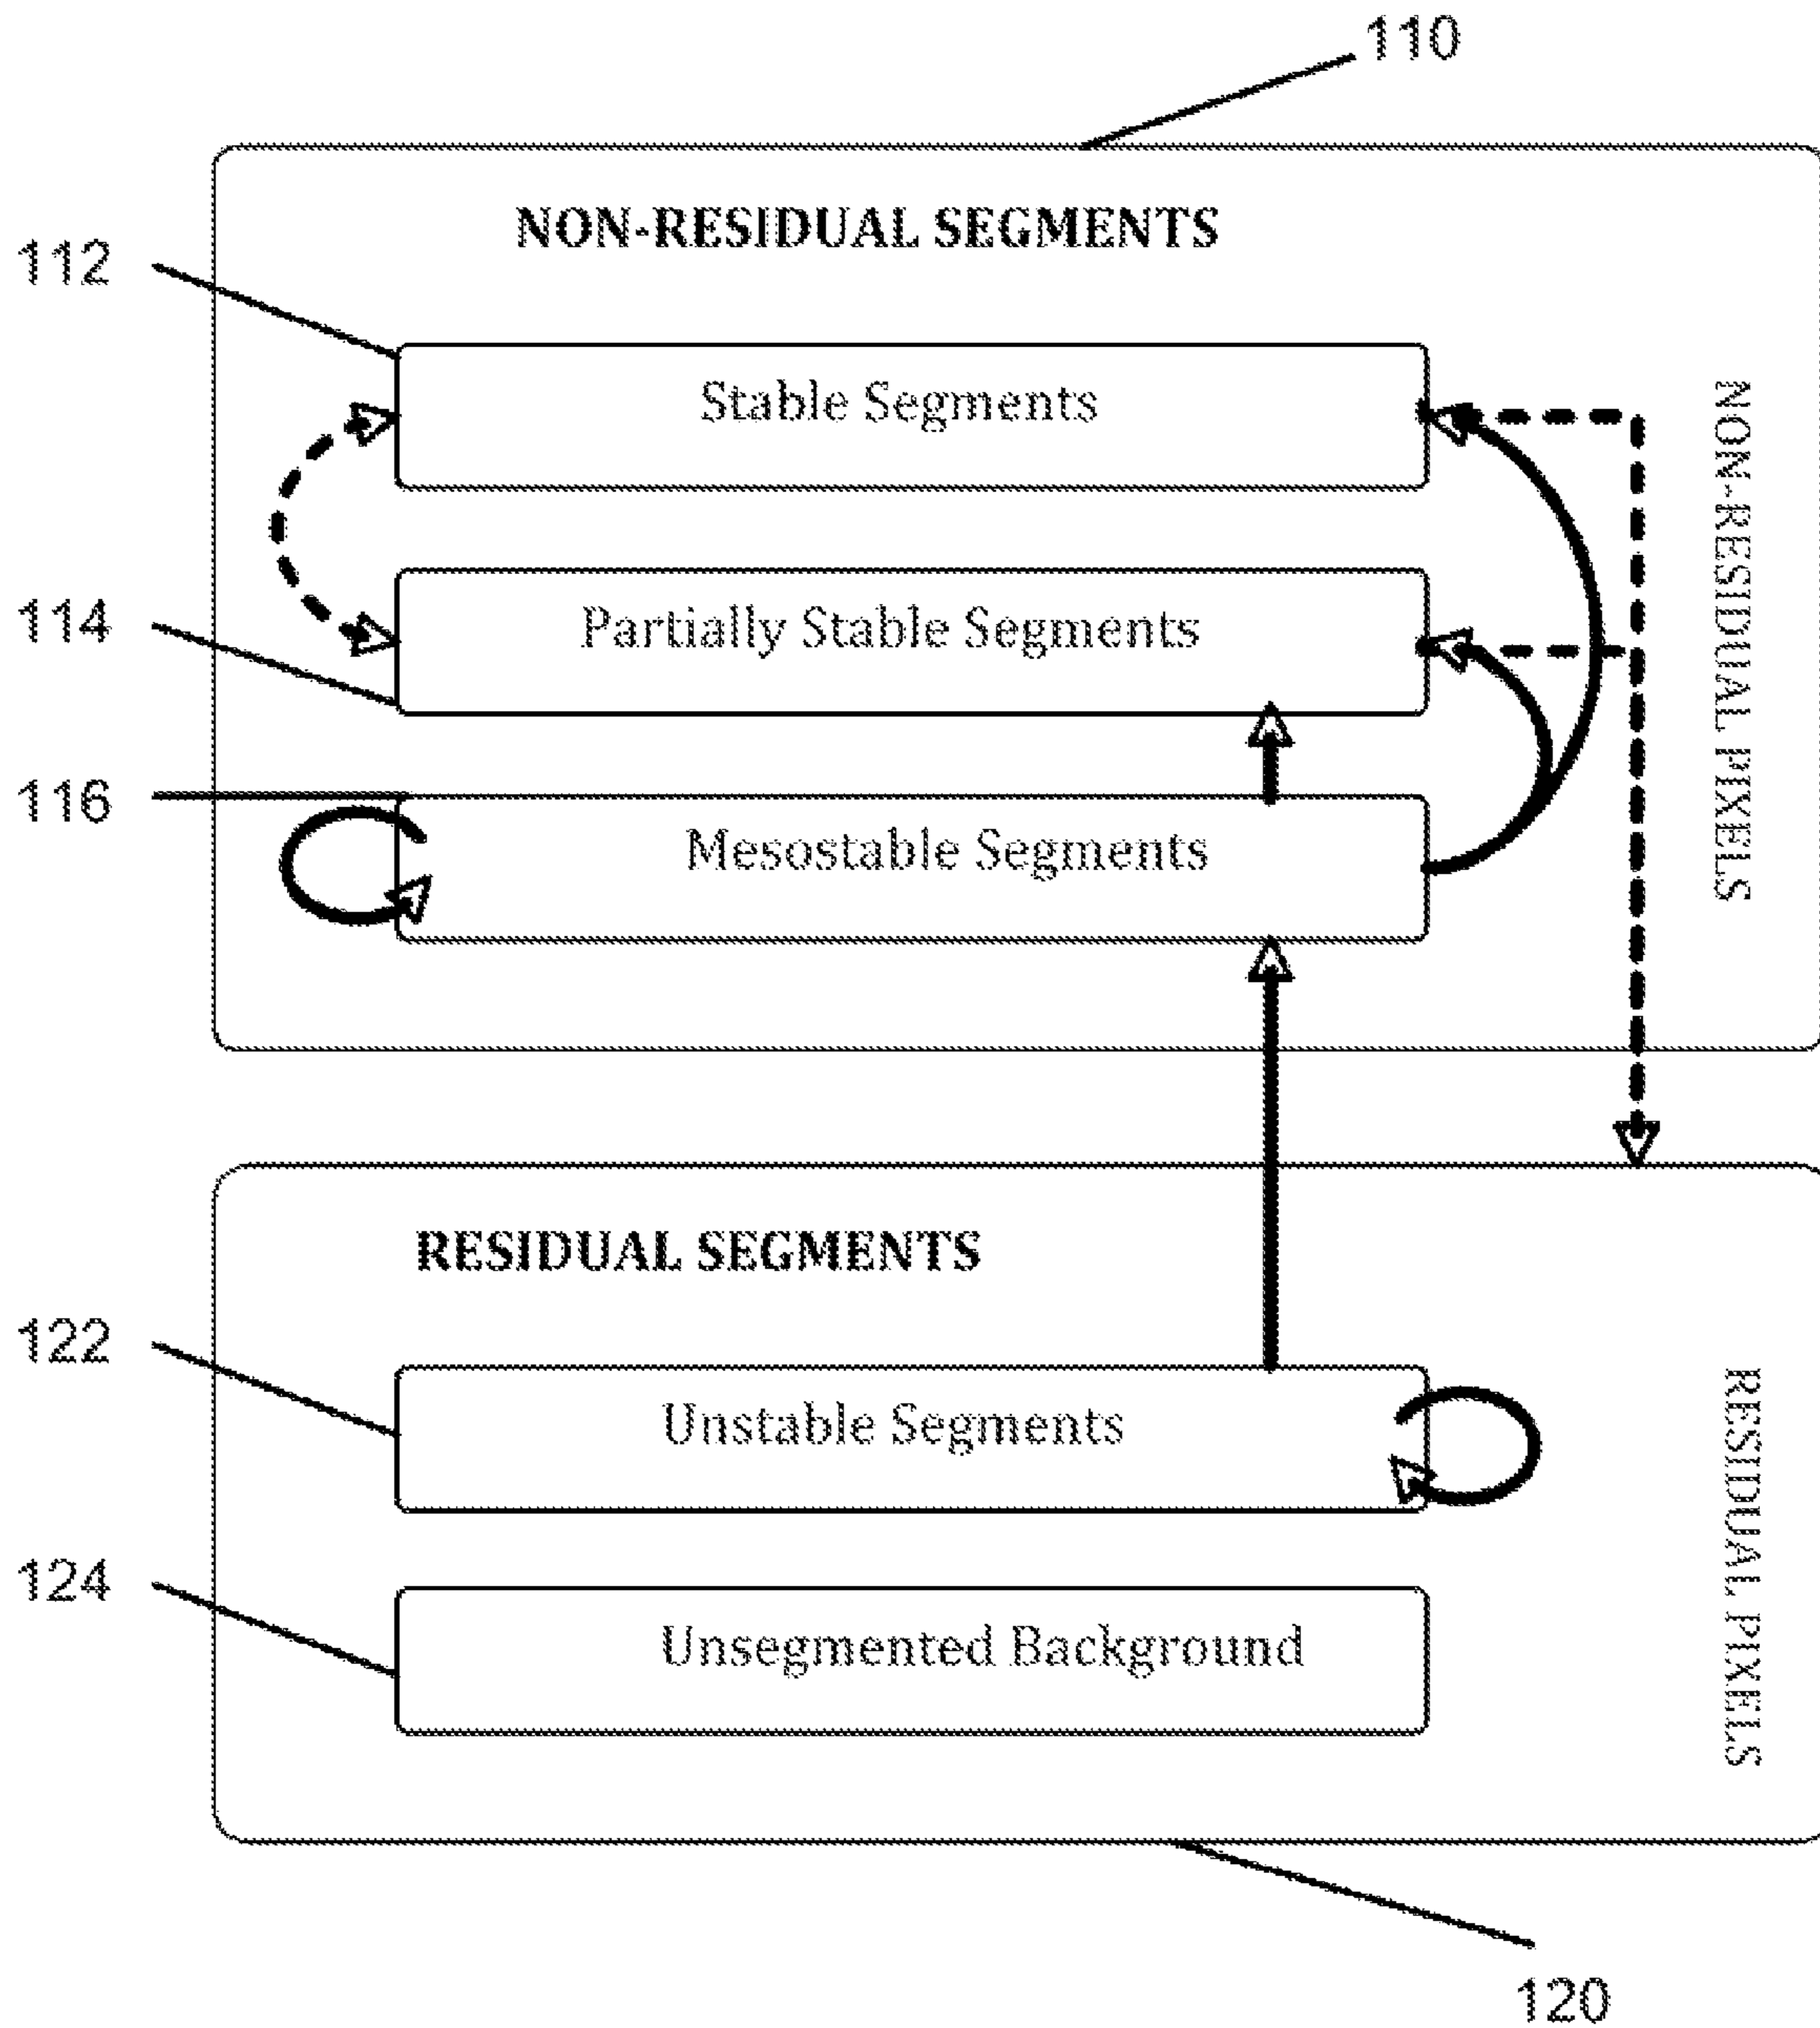 110
NON-RESIDUAL SEGMENTS
112
Stable Segments
NON-RESIDUAL PIXELS
114
Partially Stable Segments
116
Mesostable Segments
RESIDUAL SEGMENTS
122
Unstable Segments
RESIDUAL PIXELS
124
Unsegmented Background
120